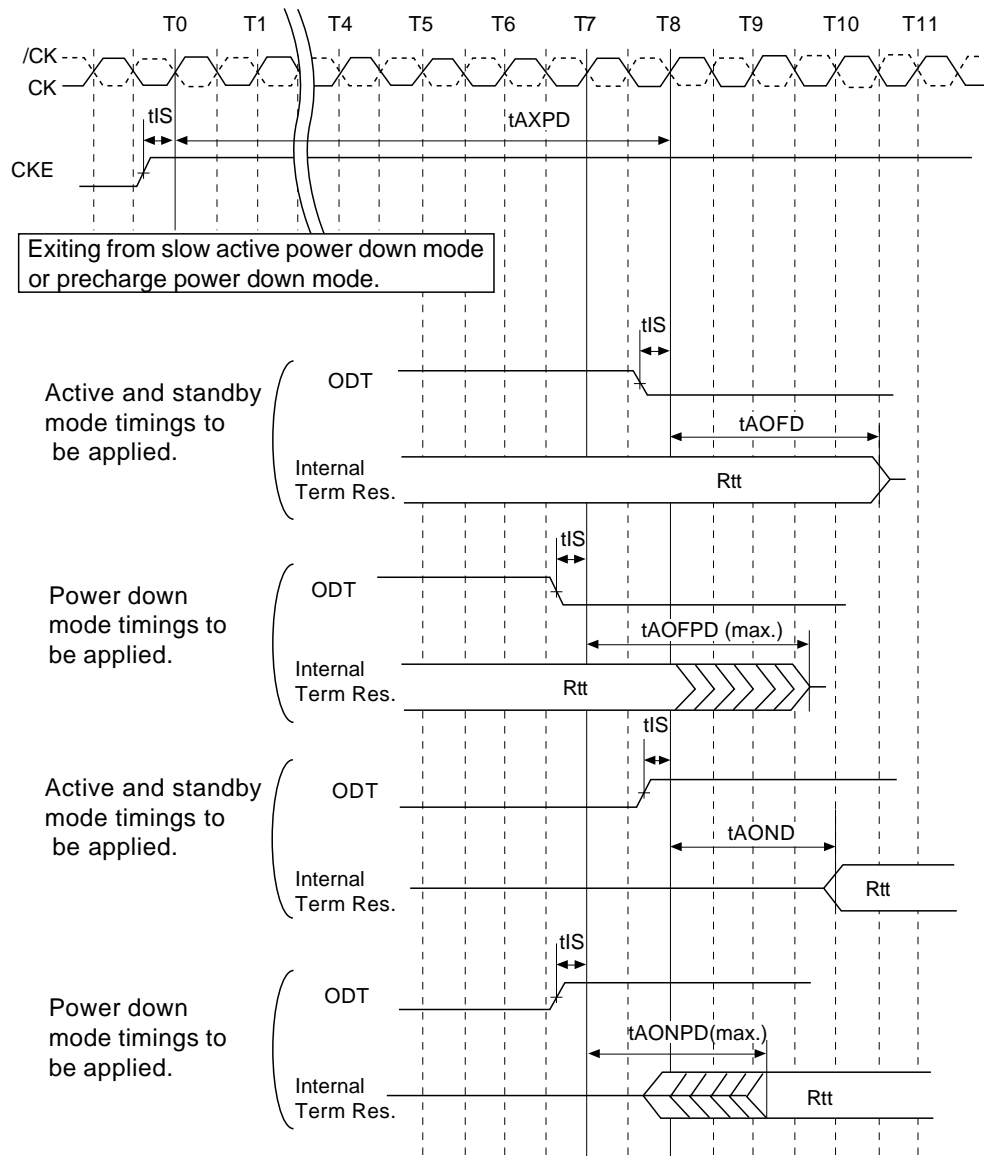 T0 T1 T4 T5 T6 T7 T8 T9 T10 T11
/CK
CK
tIS
tAXPD
CKE
Exiting from slow active power down mode
or precharge power down mode.
tIS
Active and standby
mode timings to
be applied.
ODT
tAOFD
Internal
Term Res.
Rtt
tIS
Power down
mode timings to
be applied.
ODT
tAOFPD (max.)
Internal
Term Res.
Rtt
tIS
Active and standby
mode timings to
be applied.
ODT
tAOND
Internal
Term Res.
Rtt
tIS
Power down
mode timings to
be applied.
ODT
tAONPD(max.)
Internal
Term Res.
Rtt